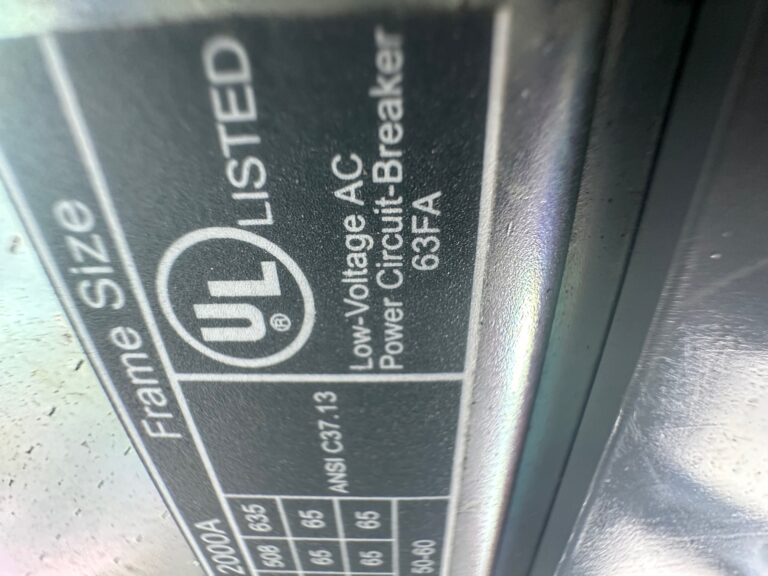 Frame Size 2000A
UL ®
LISTED
Low-Voltage AC
Power Circuit-Breaker
63FA
ANSI C37.13
508 635
65 65
65 65
50-60